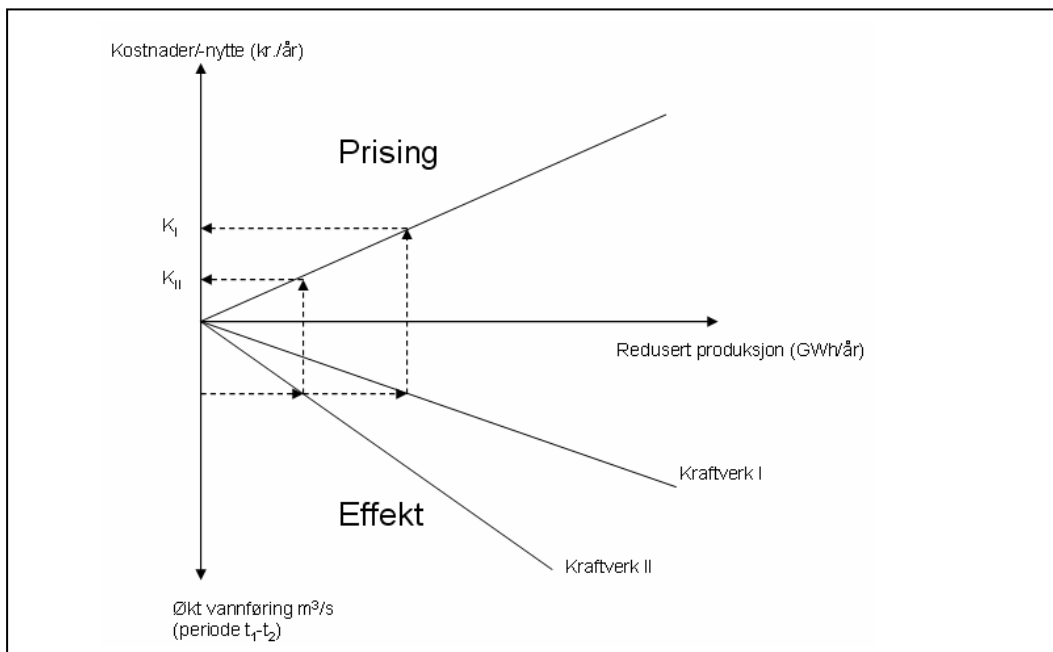 Kostnader/-nytte (kr./år)
Prising
K_I
K_II
Redusert produksjon (GWh/år)
Kraftverk I
Effekt
Kraftverk II
Økt vannføring m³/s
(periode t₁-t₂)